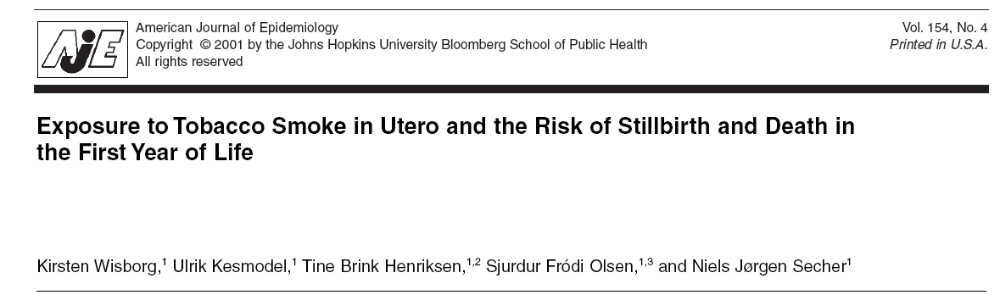 AJE
American Journal of Epidemiology
Copyright © 2001 by the Johns Hopkins University Bloomberg School of Public Health
All rights reserved
Vol. 154, No. 4
Printed in U.S.A.
Exposure to Tobacco Smoke in Utero and the Risk of Stillbirth and Death in
the First Year of Life
Kirsten Wisborg,¹ Ulrik Kesmodel,¹ Tine Brink Henriksen,¹,² Sjurdur Fródi Olsen,¹,³ and Niels Jørgen Secher¹